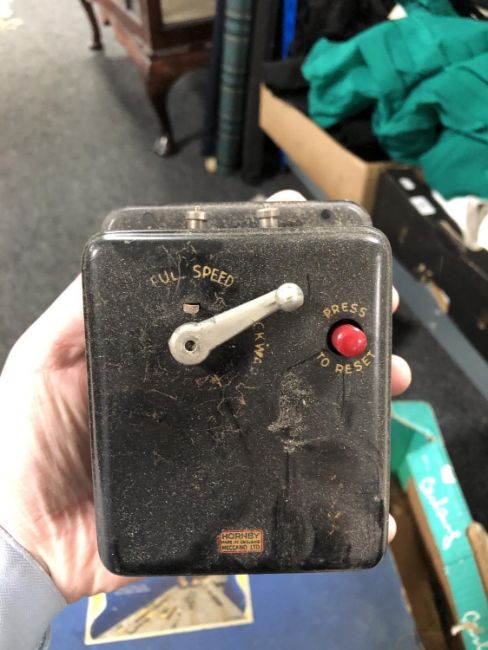 FULL SPEED
PRESS
TO RESET
HORNBY
MADE IN ENGLAND
MECCANO LTD